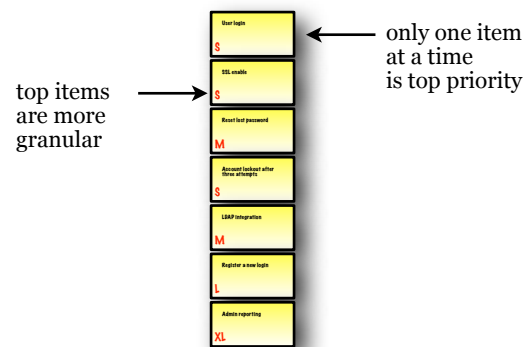 User login
S
only one item
at a time
is top priority
SSL enable
S
top items
are more
granular
Reset lost password
M
Account lockout after
three attempts
S
LDAP integration
M
Register a new login
L
Admin reporting
XL